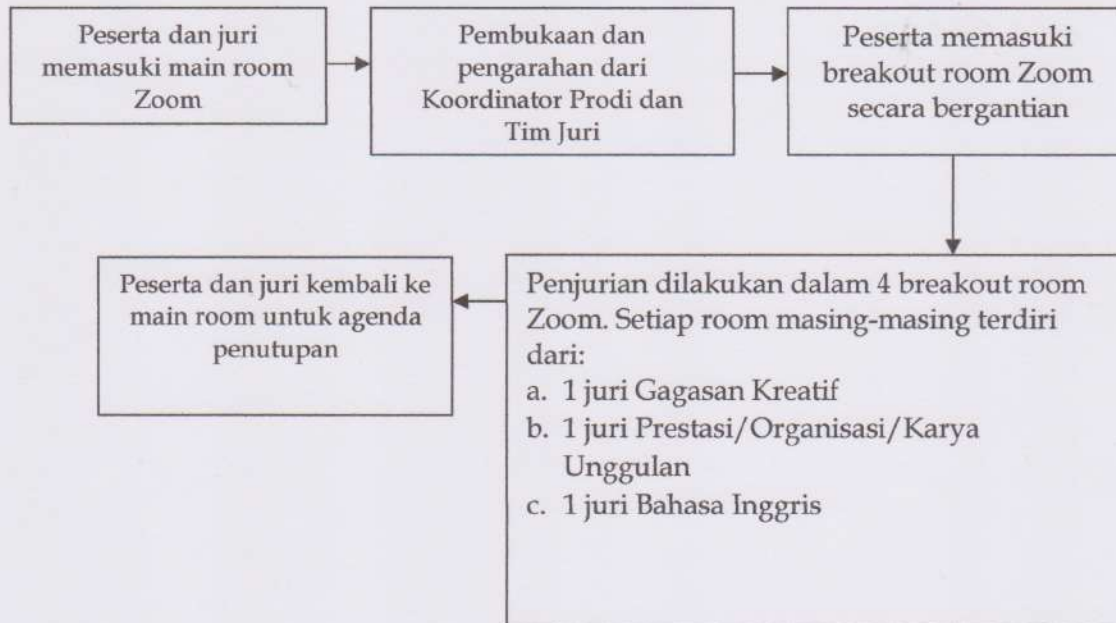 Peserta dan juri
memasuki main room
Zoom
Pembukaan dan
pengarahan dari
Koordinator Prodi dan
Tim Juri
Peserta memasuki
breakout room Zoom
secara bergantian
Penjurian dilakukan dalam 4 breakout room
Zoom. Setiap room masing-masing terdiri
dari:
a. 1 juri Gagasan Kreatif
b. 1 juri Prestasi/Organisasi/Karya
Unggulan
c. 1 juri Bahasa Inggris
Peserta dan juri kembali ke
main room untuk agenda
penutupan